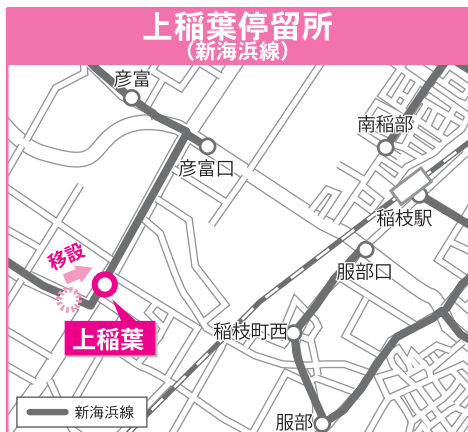 上稲葉停留所
（新海浜線）
彦富
南稲部
彦富口
稲枝駅
移設
服部口
上稲葉
稲枝町西
新海浜線
服部